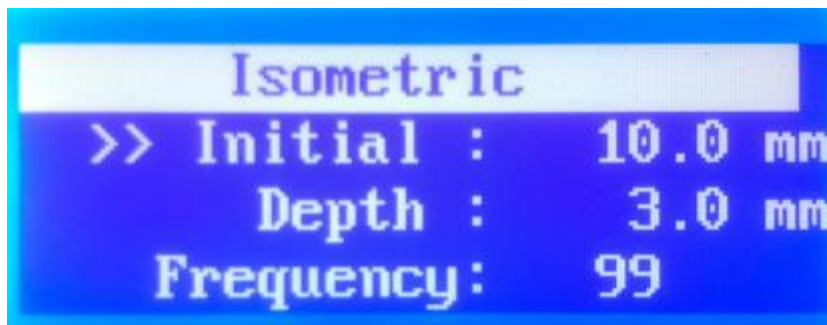 Isometric
>> Initial : 10.0 mm
Depth : 3.0 mm
Frequency: 99